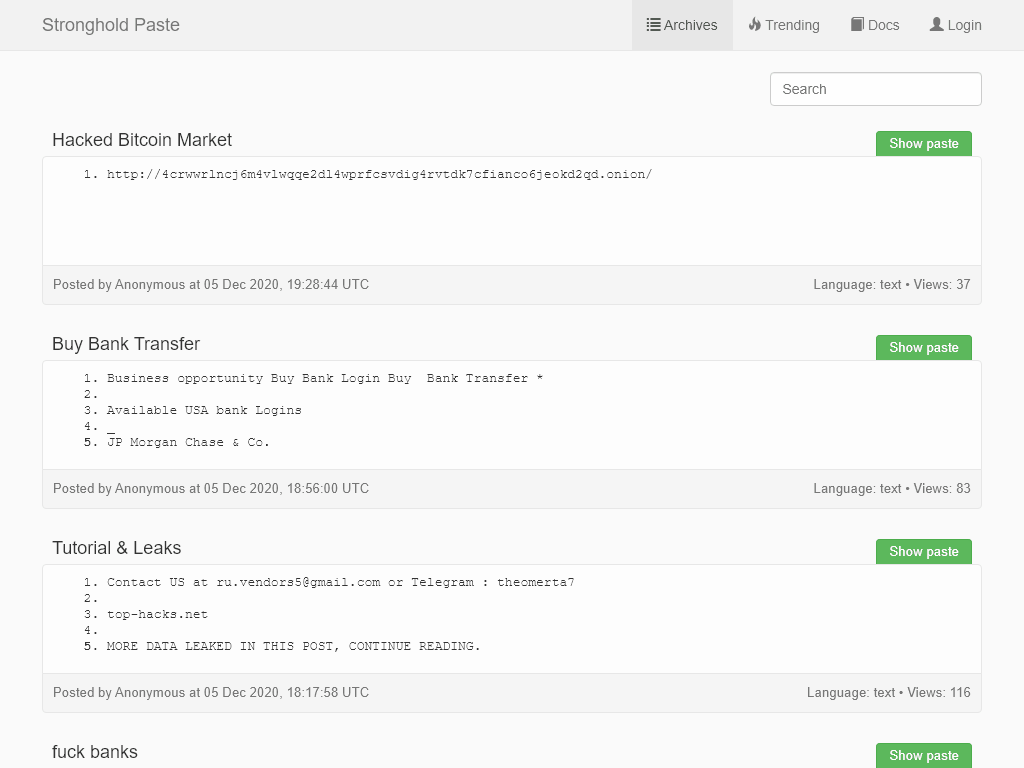 Stronghold Paste
Archives
Trending
Docs
Login
Search
Hacked Bitcoin Market
Show paste
1. http://4crwwrlncj6m4vlwqqe2dl4wprfcsvdig4rvtdk7cfianco6jeokd2qd.onion/
Posted by Anonymous at 05 Dec 2020, 19:28:44 UTC
Language: text • Views: 37
Buy Bank Transfer
Show paste
1. Business opportunity Buy Bank Login Buy  Bank Transfer *
2.
3. Available USA bank Logins
4. _
5. JP Morgan Chase & Co.
Posted by Anonymous at 05 Dec 2020, 18:56:00 UTC
Language: text • Views: 83
Tutorial & Leaks
Show paste
1. Contact US at ru.vendors5@gmail.com or Telegram : theomerta7
2.
3. top-hacks.net
4.
5. MORE DATA LEAKED IN THIS POST, CONTINUE READING.
Posted by Anonymous at 05 Dec 2020, 18:17:58 UTC
Language: text • Views: 116
fuck banks
Show paste